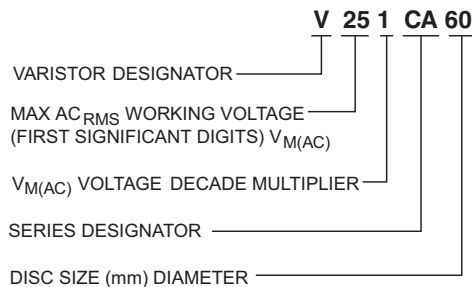 V 25 1 CA 60
VARISTOR DESIGNATOR
MAX AC RMS WORKING VOLTAGE
(FIRST SIGNIFICANT DIGITS) VM(AC)
VM(AC) VOLTAGE DECADE MULTIPLIER
SERIES DESIGNATOR
DISC SIZE (mm) DIAMETER